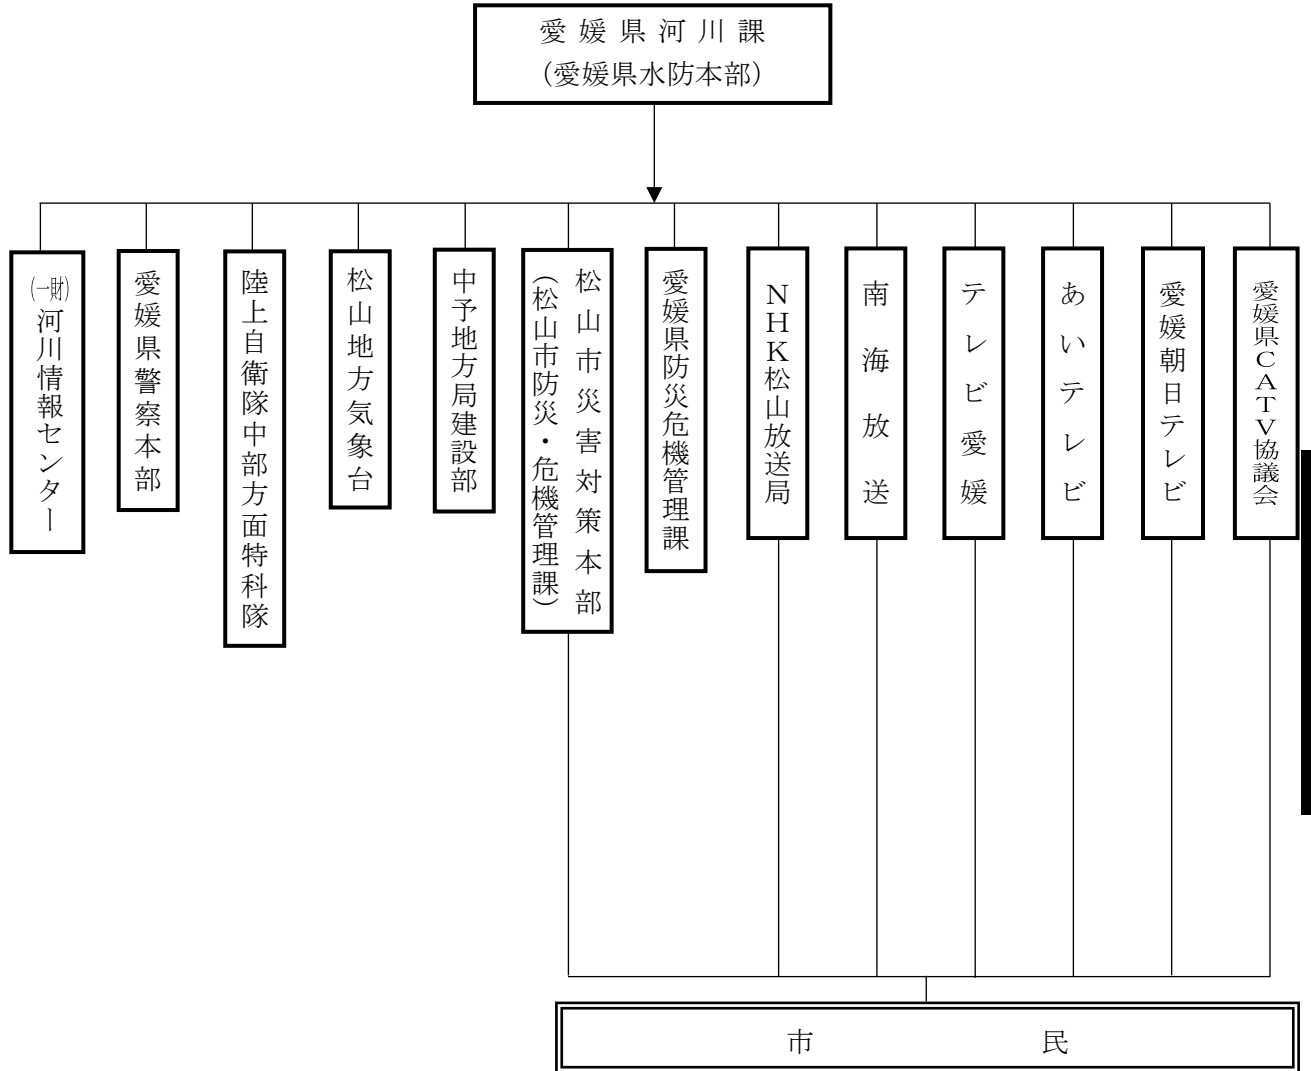 愛媛県河川課
（愛媛県水防本部）
㈶河川情報センター
愛媛県警察本部
陸上自衛隊中部方面特科隊
松山地方気象台
中予地方局建設部
松山市災害対策本部
（松山市防災・危機管理課）
愛媛県防災危機管理課
NHK松山放送局
南海放送
テレビ愛媛
あいテレビ
愛媛朝日テレビ
愛媛県CATV協議会
市民